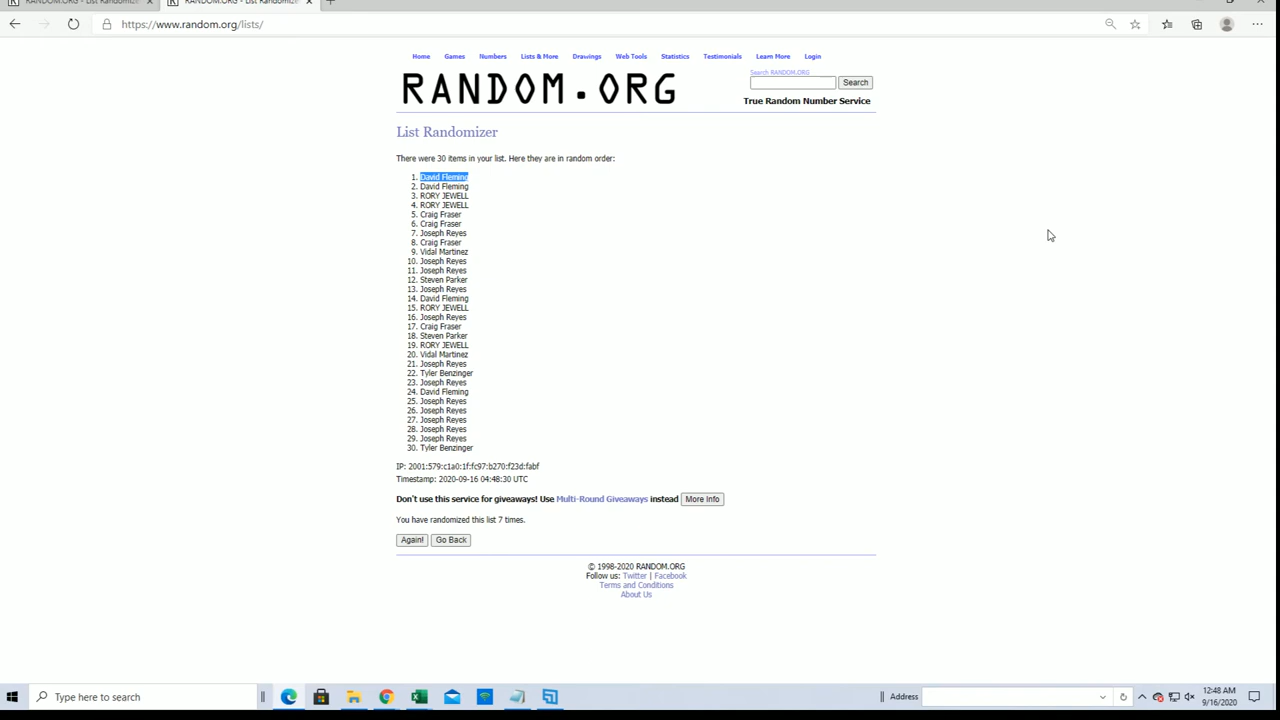 RANDOM.ORG - List Randomizer
RANDOM.ORG - List Randomizer
https://www.random.org/lists/
Home Games Numbers Lists & More Drawings Web Tools Statistics Testimonials Learn More Login
Search RANDOM.ORG
RANDOM.ORG
Search
True Random Number Service
List Randomizer
There were 30 items in your list. Here they are in random order:
1. David Fleming
2. David Fleming
3. RORY JEWELL
4. RORY JEWELL
5. Craig Fraser
6. Craig Fraser
7. Joseph Reyes
8. Craig Fraser
9. Vidal Martinez
10. Joseph Reyes
11. Joseph Reyes
12. Steven Parker
13. Joseph Reyes
14. David Fleming
15. RORY JEWELL
16. Joseph Reyes
17. Craig Fraser
18. Steven Parker
19. RORY JEWELL
20. Vidal Martinez
21. Joseph Reyes
22. Tyler Benzinger
23. Joseph Reyes
24. David Fleming
25. Joseph Reyes
26. Joseph Reyes
27. Joseph Reyes
28. Joseph Reyes
29. Joseph Reyes
30. Tyler Benzinger
IP: 2001:579:c1a0:1f:fc97:b270:f23d:fabf
Timestamp: 2020-09-16 04:48:30 UTC
Don't use this service for giveaways! Use Multi-Round Giveaways instead More Info
You have randomized this list 7 times.
Again! Go Back
© 1998-2020 RANDOM.ORG
Follow us: Twitter | Facebook
Terms and Conditions
About Us
Type here to search
Address
12:48 AM
9/16/2020